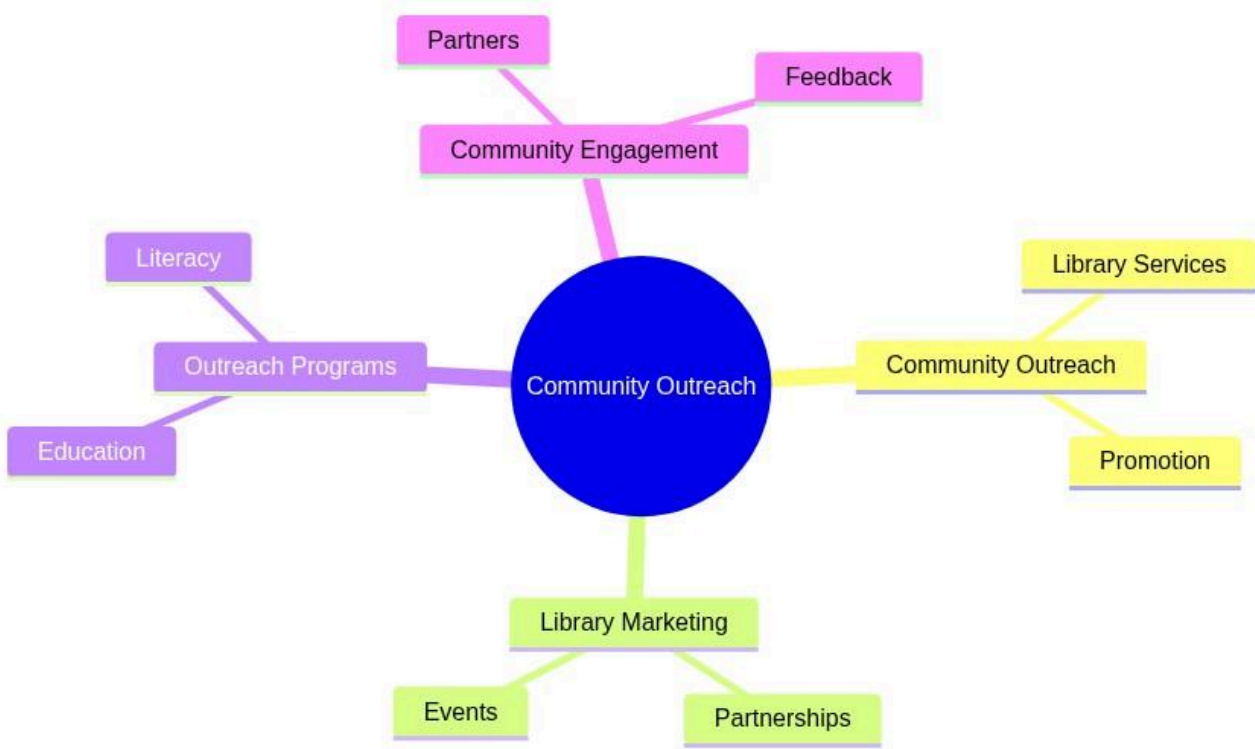 Partners
Feedback
Community Engagement
Literacy
Library Services
Outreach Programs
Community Outreach
Community Outreach
Education
Promotion
Library Marketing
Events
Partnerships